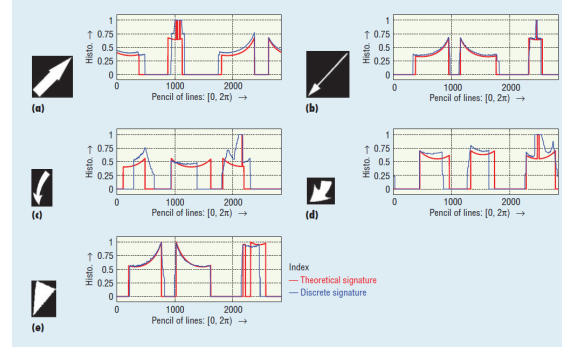 Histo. →
1
0.75
0.5
0.25
0
0 1000 2000
Pencil of lines: [0, 2π) →
(a)
Histo. →
1
0.75
0.5
0.25
0
0 1000 2000
Pencil of lines: [0, 2π) →
(b)
Histo. →
1
0.75
0.5
0.25
0
0 1000 2000
Pencil of lines: [0, 2π) →
(c)
Histo. →
1
0.75
0.5
0.25
0
0 1000 2000
Pencil of lines: [0, 2π) →
(d)
Histo. →
1
0.75
0.5
0.25
0
0 1000 2000
Pencil of lines: [0, 2π) →
(e)
Index
Theoretical signature
Discrete signature